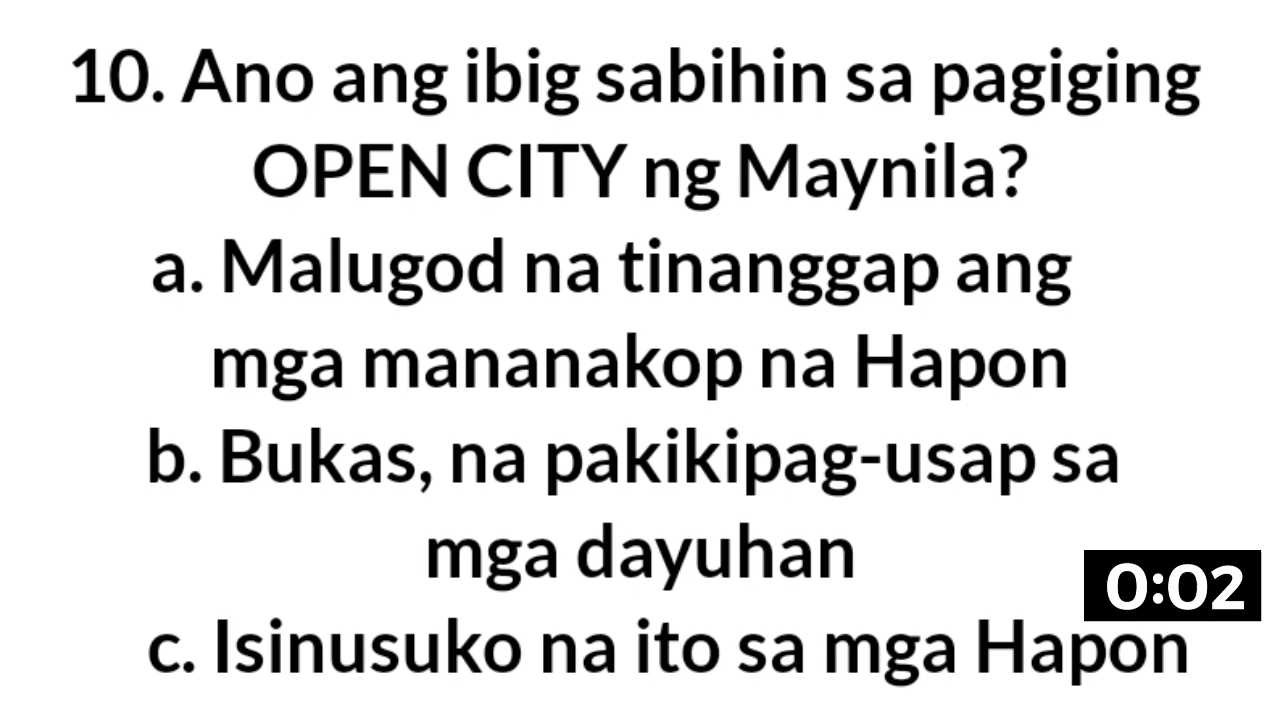 10. Ano ang ibig sabihin sa pagiging
OPEN CITY ng Maynila?
a. Malugod na tinanggap ang
mga mananakop na Hapon
b. Bukas, na pakikipag-usap sa
mga dayuhan
0:02
c. Isinusuko na ito sa mga Hapon